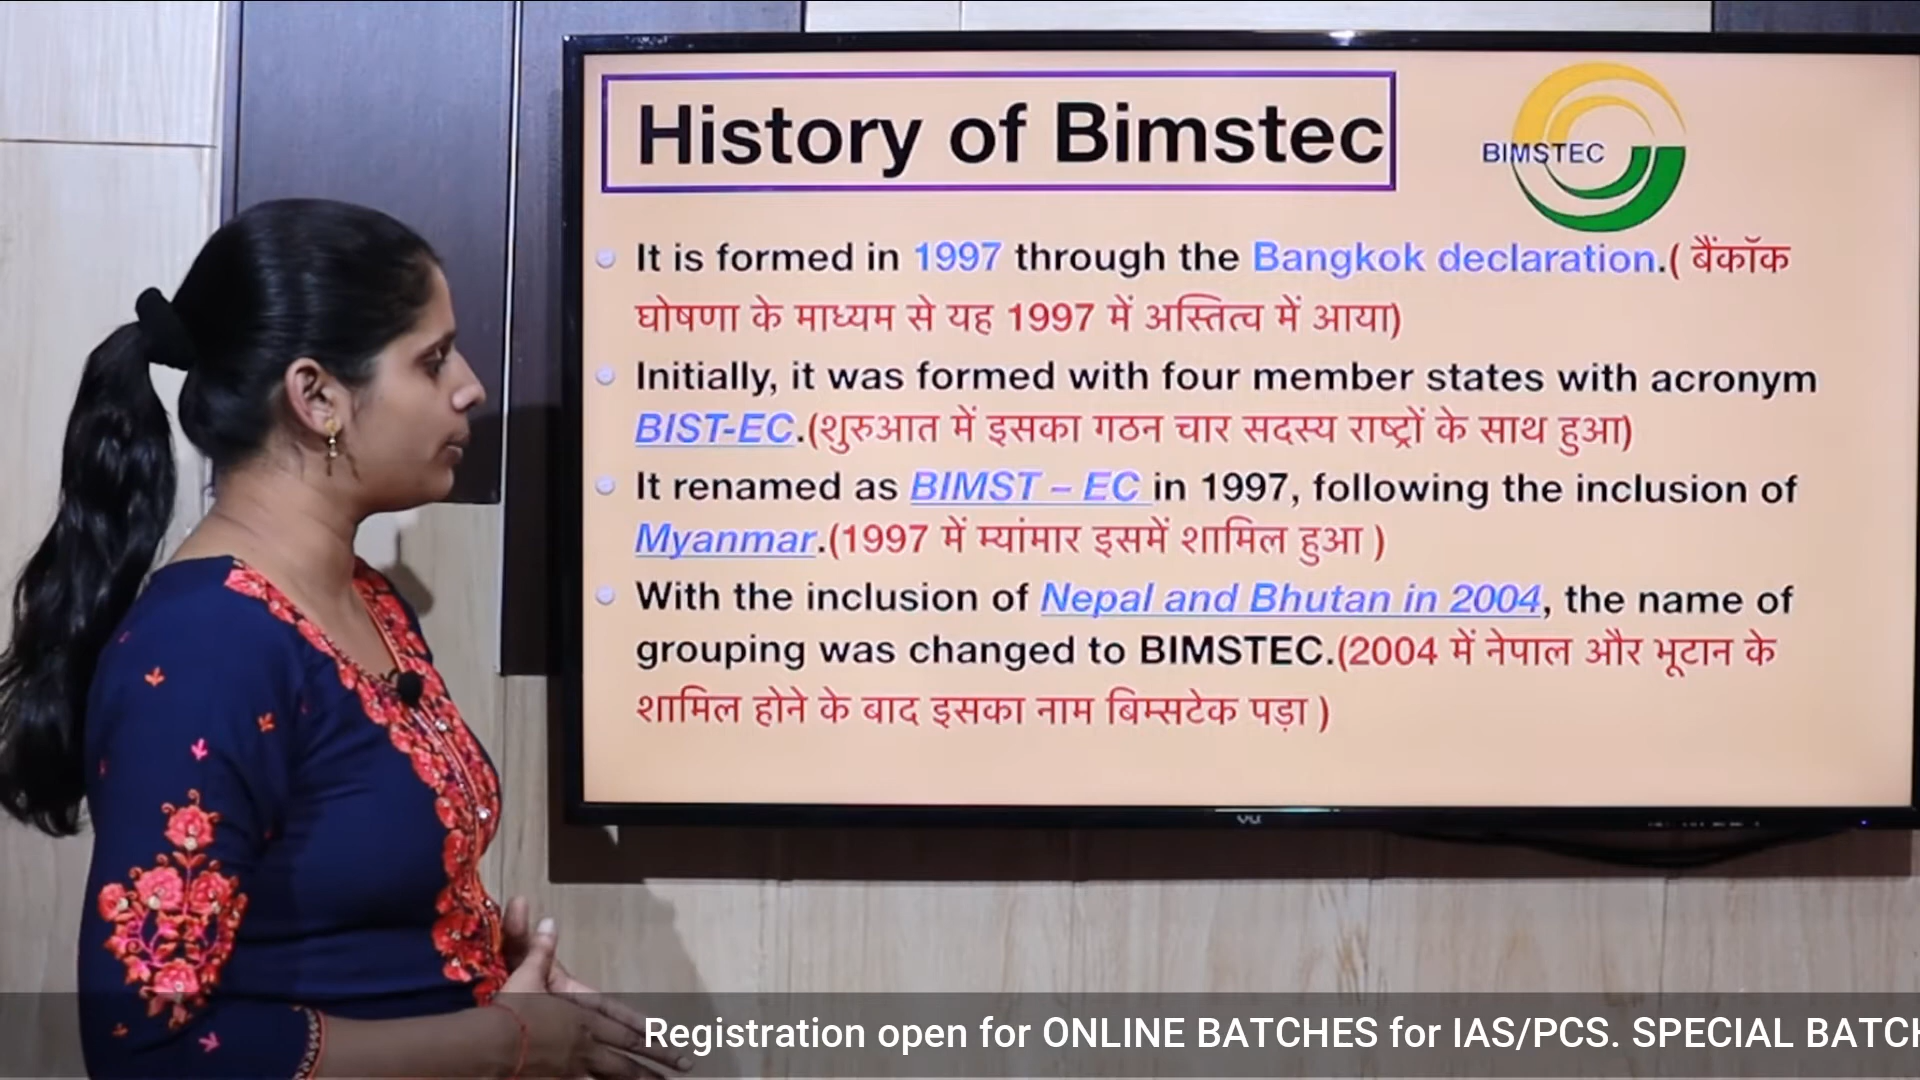 History of Bimstec
BIMSTEC
It is formed in 1997 through the Bangkok declaration.( बैंकॉक
घोषणा के माध्यम से यह 1997 में अस्तित्व में आया)
Initially, it was formed with four member states with acronym
BIST-EC.(शुरुआत में इसका गठन चार सदस्य राष्ट्रों के साथ हुआ)
It renamed as BIMST – EC in 1997, following the inclusion of
Myanmar.(1997 में म्यांमार इसमें शामिल हुआ )
With the inclusion of Nepal and Bhutan in 2004, the name of
grouping was changed to BIMSTEC.(2004 में नेपाल और भूटान के
शामिल होने के बाद इसका नाम बिम्सटेक पड़ा )
Vu
Registration open for ONLINE BATCHES for IAS/PCS. SPECIAL BATCH